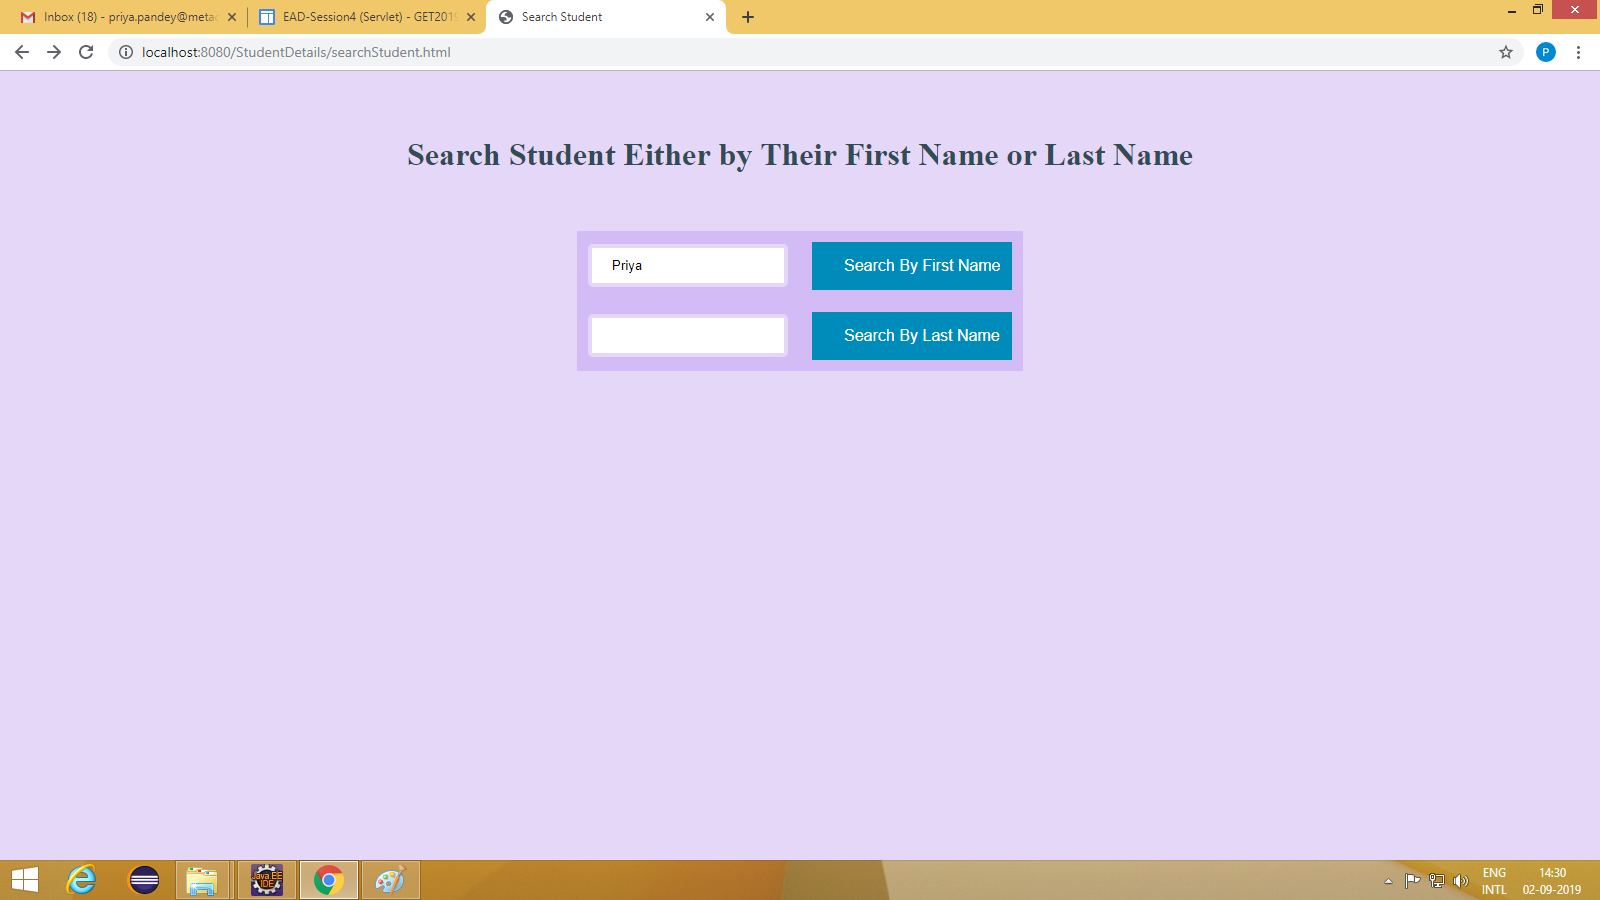 Inbox (18) - priya.pandey@metac
EAD-Session4 (Servlet) - GET2019
Search Student
localhost:8080/StudentDetails/searchStudent.html
P
Search Student Either by Their First Name or Last Name
Priya
Search By First Name
Search By Last Name
Java EE
IDE
ENG
14:30
INTL
02-09-2019